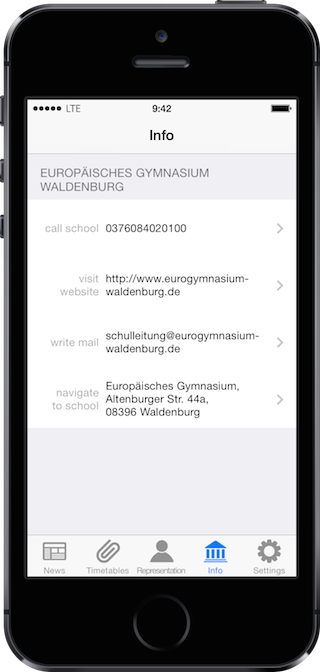 LTE 9:42
Info
EUROPÄISCHES GYMNASIUM
WALDENBURG
call school 0376084020100
visit website http://www.eurogymnasium-
waldenburg.de
write mail schulleitung@eurogymnasium-
waldenburg.de
navigate to school Europäisches Gymnasium,
Altenburger Str. 44a,
08396 Waldenburg
News Timetables Representation Info Settings